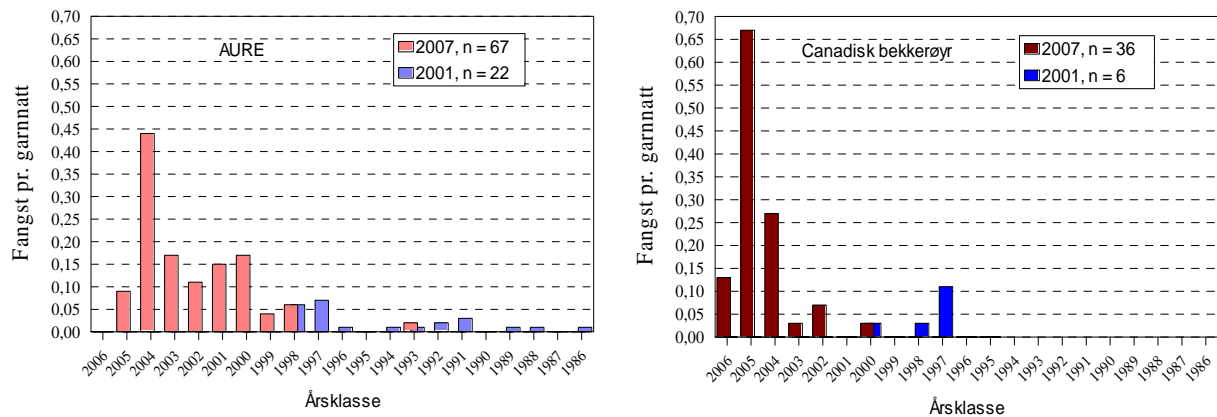 AURE
2007, n = 67
2001, n = 22
Fangst pr. garnnatt
0,70
0,65
0,60
0,55
0,50
0,45
0,40
0,35
0,30
0,25
0,20
0,15
0,10
0,05
0,00
2006 2005 2004 2003 2002 2001 2000 1999 1998 1997 1996 1995 1994 1993 1992 1991 1990 1989 1988 1986
Årsklasse
Canadisk bekkerøyr
2007, n = 36
2001, n = 6
Fangst pr. garnnatt
0,70
0,65
0,60
0,55
0,50
0,45
0,40
0,35
0,30
0,25
0,20
0,15
0,10
0,05
0,00
2006 2005 2004 2003 2002 2001 2000 1999 1998 1997 1996 1995 1994 1993 1992 1991 1990 1989 1988 1987 1986
Årsklasse